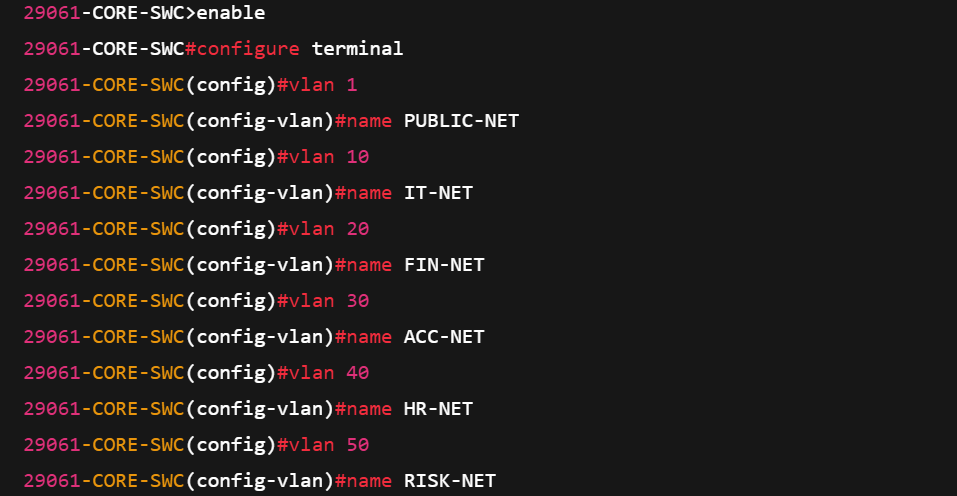 29061-CORE-SWC>enable
29061-CORE-SWC#configure terminal
29061-CORE-SWC(config)#vlan 1
29061-CORE-SWC(config-vlan)#name PUBLIC-NET
29061-CORE-SWC(config)#vlan 10
29061-CORE-SWC(config-vlan)#name IT-NET
29061-CORE-SWC(config)#vlan 20
29061-CORE-SWC(config-vlan)#name FIN-NET
29061-CORE-SWC(config)#vlan 30
29061-CORE-SWC(config-vlan)#name ACC-NET
29061-CORE-SWC(config)#vlan 40
29061-CORE-SWC(config-vlan)#name HR-NET
29061-CORE-SWC(config)#vlan 50
29061-CORE-SWC(config-vlan)#name RISK-NET